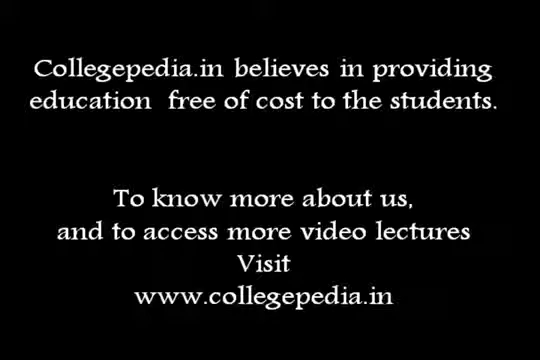 Collegepedia.in believes in providing
education free of cost to the students.
To know more about us,
and to access more video lectures
Visit
www.collegepedia.in